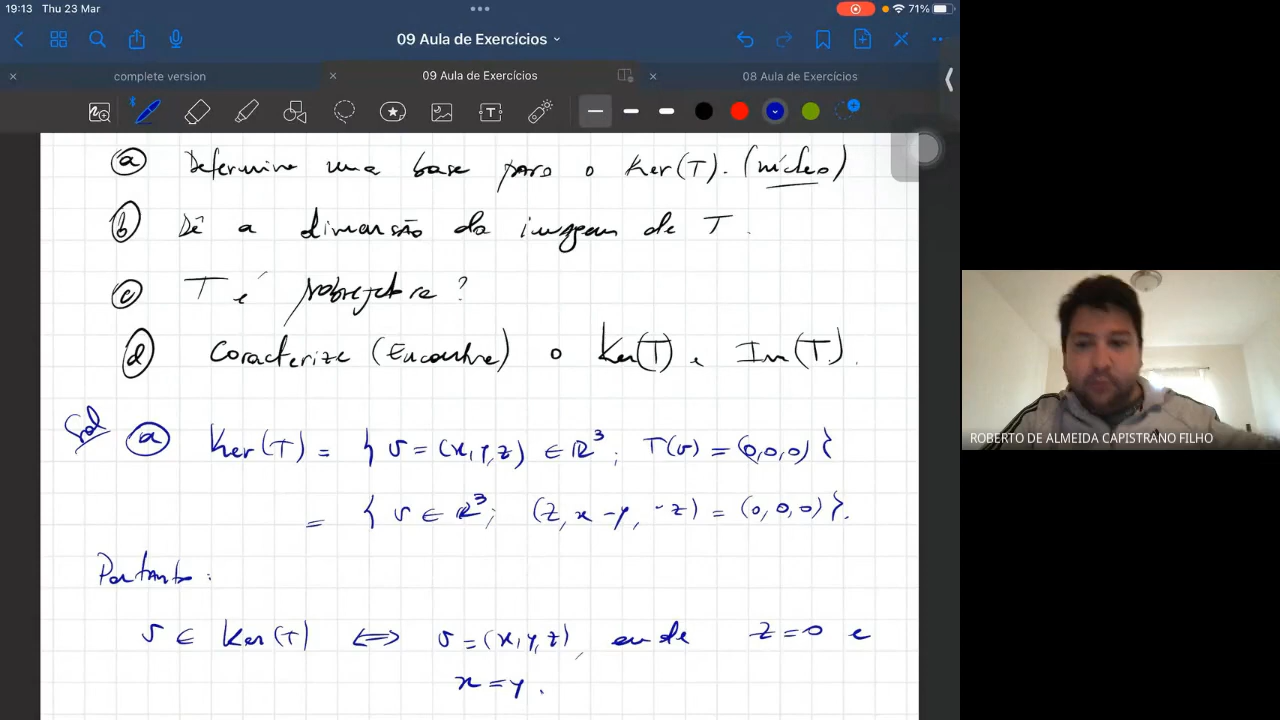 19:13 Thu 23 Mar
71%
09 Aula de Exercícios
complete version
09 Aula de Exercícios
08 Aula de Exercícios
a Determine uma base para o Ker(T). (núcleo)
b Dê a dimensão da imagem de T.
c T é sobrejetora?
d Caracterize (Encontre) o Ker(T) e Im(T).
Sol a Ker(T) = { v = (x, y, z) ∈ ℝ³; T(v) = (0,0,0) }
= { v ∈ ℝ³; (z, x - y, -z) = (0,0,0) }.
Portanto:
v ∈ Ker(T) ⟺ v = (x, y, z), onde z = 0 e
x = y.
ROBERTO DE ALMEIDA CAPISTRANO FILHO